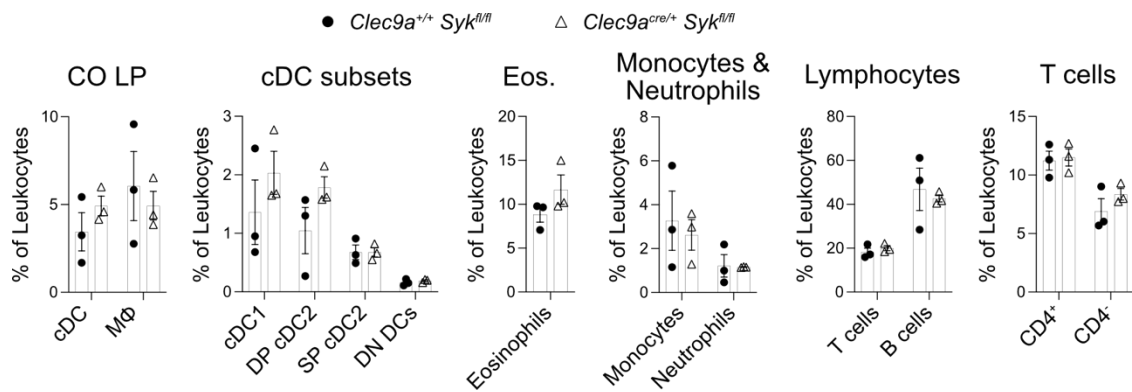 Clec9a+/+ Sykfl/fl
Clec9acre/+ Sykfl/fl
CO LP
% of Leukocytes
10
5
0
cDC
MΦ
cDC subsets
% of Leukocytes
3
2
1
0
cDC1
DP cDC2
SP cDC2
DN DCs
Eos.
% of Leukocytes
20
15
10
5
0
Eosinophils
Monocytes &
Neutrophils
% of Leukocytes
8
6
4
2
0
Monocytes
Neutrophils
Lymphocytes
% of Leukocytes
80
60
40
20
0
T cells
B cells
T cells
% of Leukocytes
15
10
5
0
CD4+
CD4-